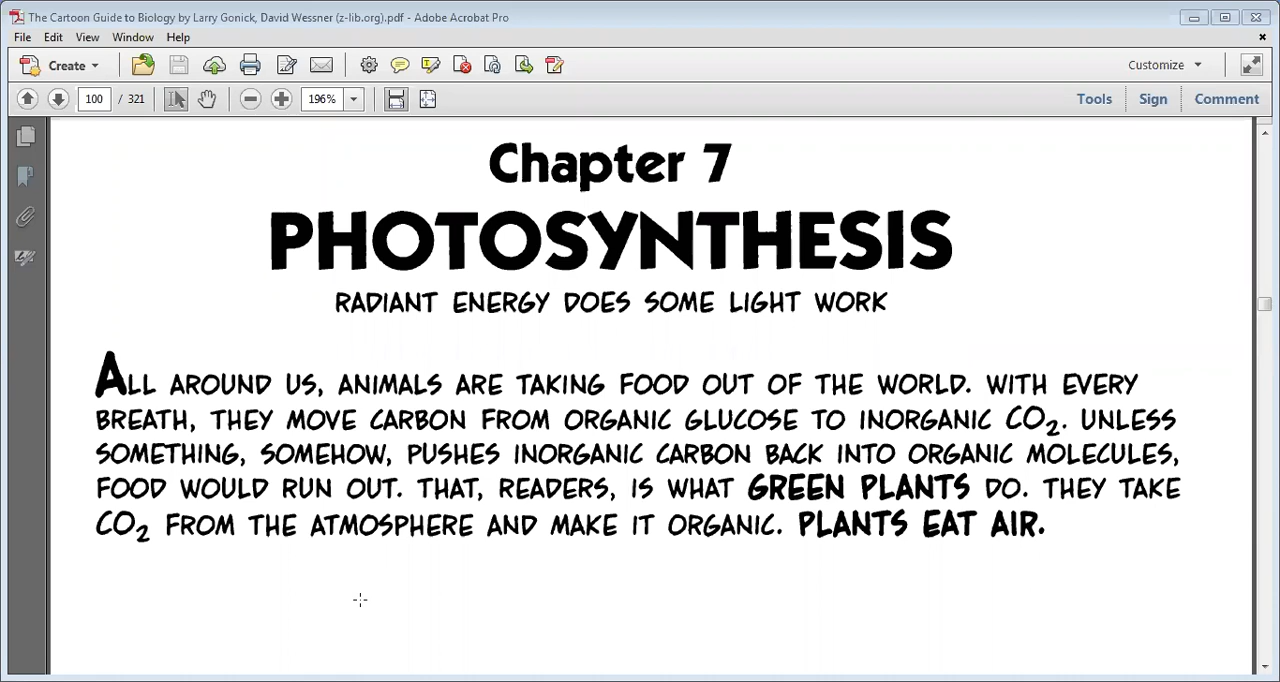 The Cartoon Guide to Biology by Larry Gonick, David Wessner (z-lib.org).pdf - Adobe Acrobat Pro
File Edit View Window Help
Create Customize
100 / 321 196% Tools Sign Comment
Chapter 7
PHOTOSYNTHESIS
RADIANT ENERGY DOES SOME LIGHT WORK
ALL AROUND US, ANIMALS ARE TAKING FOOD OUT OF THE WORLD. WITH EVERY
BREATH, THEY MOVE CARBON FROM ORGANIC GLUCOSE TO INORGANIC CO₂. UNLESS
SOMETHING, SOMEHOW, PUSHES INORGANIC CARBON BACK INTO ORGANIC MOLECULES,
FOOD WOULD RUN OUT. THAT, READERS, IS WHAT GREEN PLANTS DO. THEY TAKE
CO₂ FROM THE ATMOSPHERE AND MAKE IT ORGANIC. PLANTS EAT AIR.